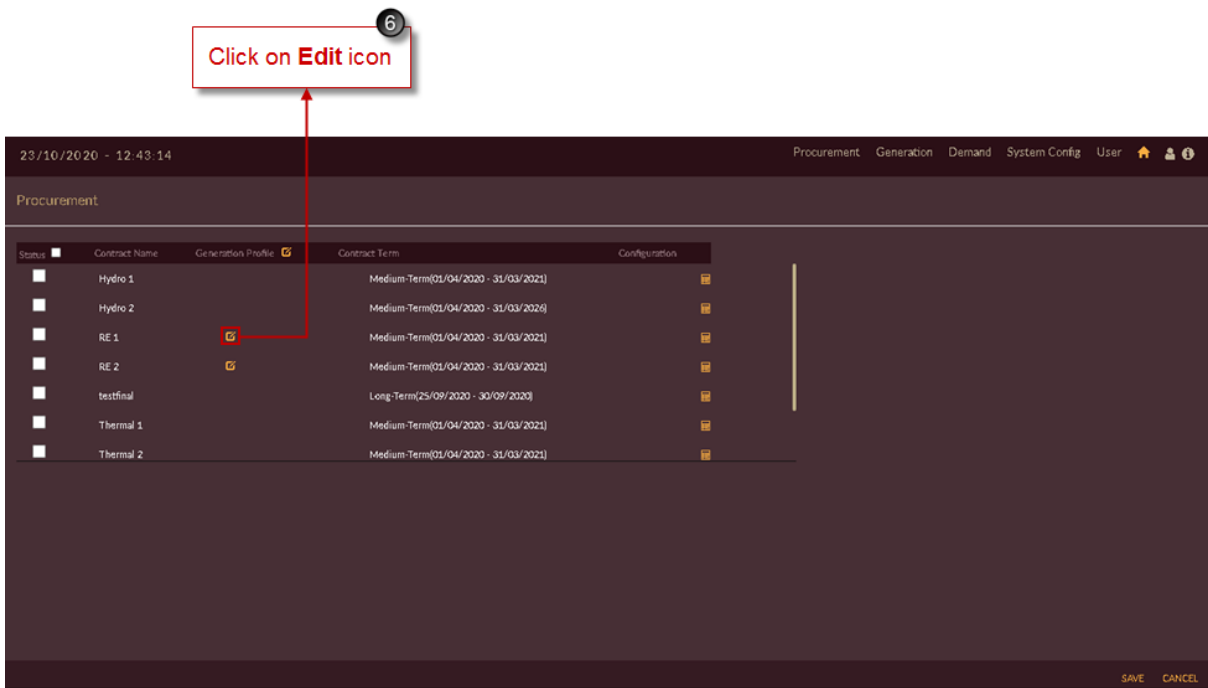 6
Click on Edit icon
23/10/2020 - 12:43:14 Procurement Generation Demand System Config User
Procurement
Status Contract Name Generation Profile Contract Term Configuration
Hydro 1 Medium-Term(01/04/2020 - 31/03/2021)
Hydro 2 Medium-Term(01/04/2020 - 31/03/2026)
RE 1 Medium-Term(01/04/2020 - 31/03/2021)
RE 2 Medium-Term(01/04/2020 - 31/03/2021)
testfinal Long-Term(25/09/2020 - 30/09/2020)
Thermal 1 Medium-Term(01/04/2020 - 31/03/2021)
Thermal 2 Medium-Term(01/04/2020 - 31/03/2021)
SAVE CANCEL